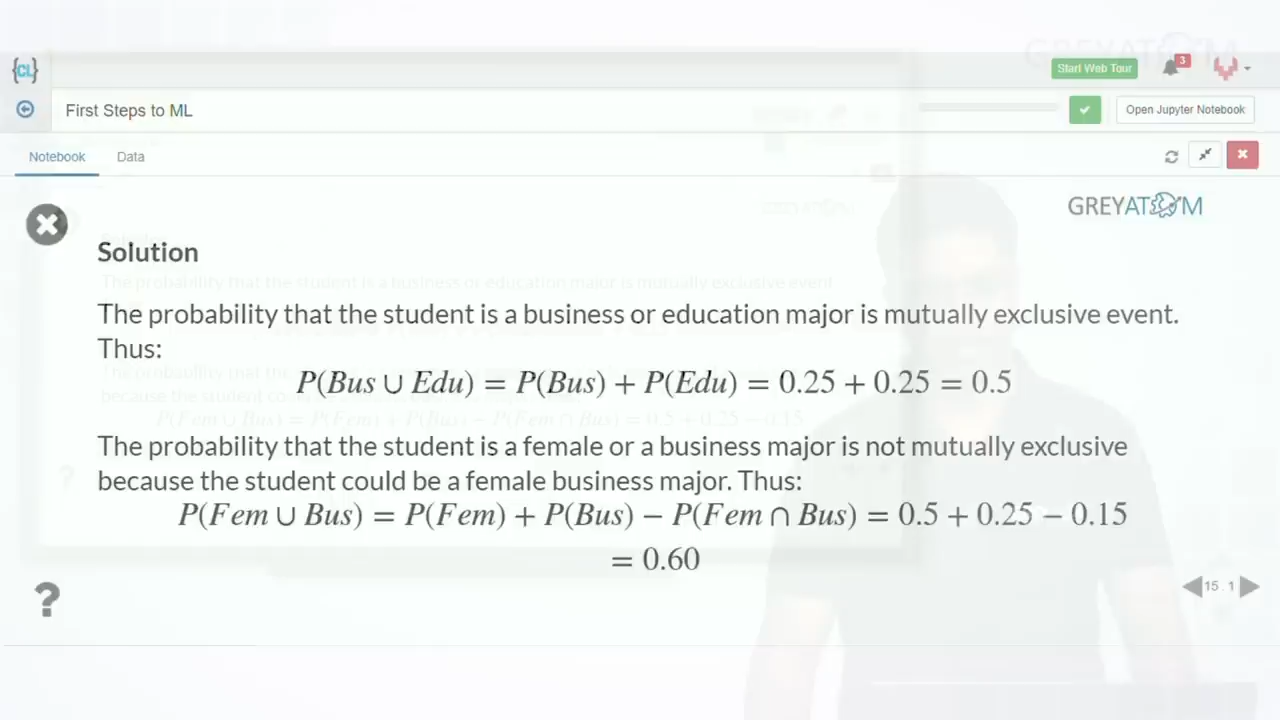 GREYATOM
{CL}
Start Web Tour
3
First Steps to ML
Open Jupyter Notebook
Notebook
Data
GREYATOM
Solution
The probability that the student is a business or education major is mutually exclusive event.
Thus:
P(Bus ∪ Edu) = P(Bus) + P(Edu) = 0.25 + 0.25 = 0.5
The probability that the student is a female or a business major is not mutually exclusive
because the student could be a female business major. Thus:
P(Fem ∪ Bus) = P(Fem) + P(Bus) − P(Fem ∩ Bus) = 0.5 + 0.25 − 0.15
= 0.60
?
15 . 1